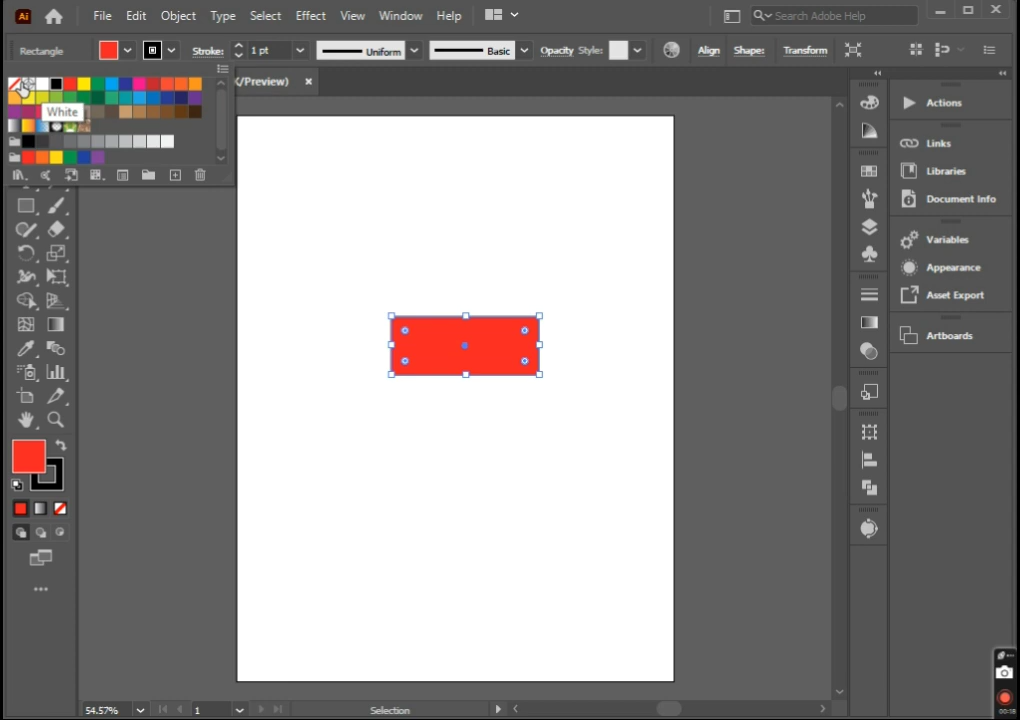 Ai File Edit Object Type Select Effect View Window Help Search Adobe Help
Rectangle Stroke: 1 pt Uniform Basic Opacity Style: Align Shape: Transform
/Preview) ×
White
Actions
Links
Libraries
Document Info
Variables
Appearance
Asset Export
Artboards
54.57% 1 Selection
00:18